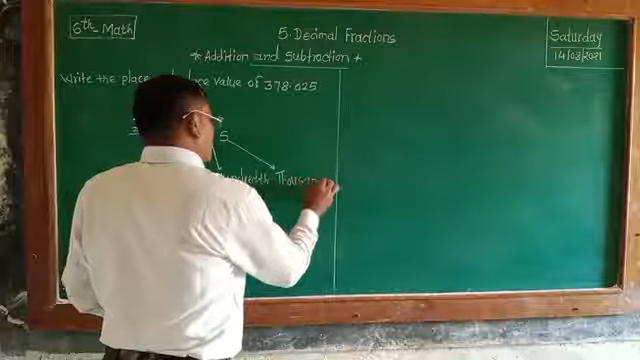 6th - Math
5. Decimal Fractions
Saturday
14/08/2021
* Addition and Subtraction *
Write the place value of 378.025
5